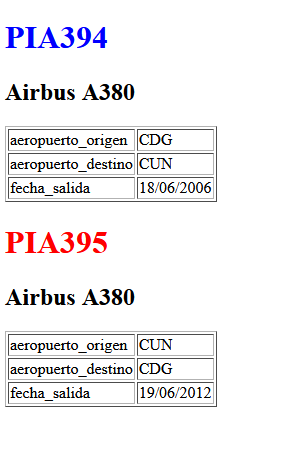 PIA394
Airbus A380
aeropuerto_origen CDG
aeropuerto_destino CUN
fecha_salida 18/06/2006
PIA395
Airbus A380
aeropuerto_origen CUN
aeropuerto_destino CDG
fecha_salida 19/06/2012